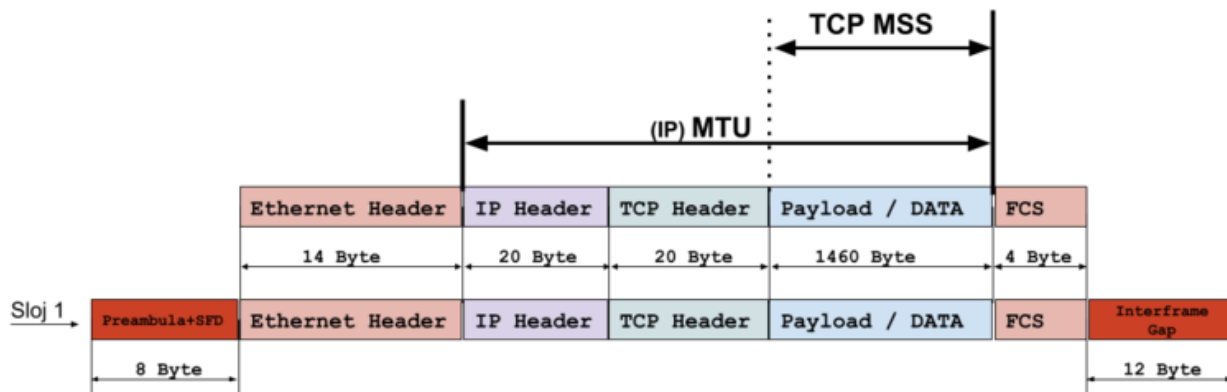 TCP MSS
(IP) MTU
Ethernet Header IP Header TCP Header Payload / DATA FCS
14 Byte 20 Byte 20 Byte 1460 Byte 4 Byte
Sloj 1 Preambula+SFD Ethernet Header IP Header TCP Header Payload / DATA FCS Interframe
Gap
8 Byte 12 Byte